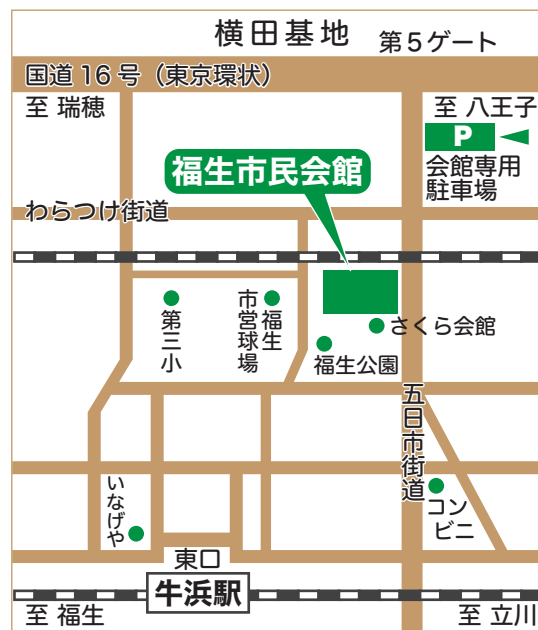 横田基地
第5ゲート
国道 16 号（東京環状）
至 瑞穂
至 八王子
P
会館専用
駐車場
福生市民会館
わらつけ街道
第三小
福生
市営球場
さくら会館
福生公園
五日市街道
いなげや
コン
ビニ
東口
牛浜駅
至 福生
至 立川